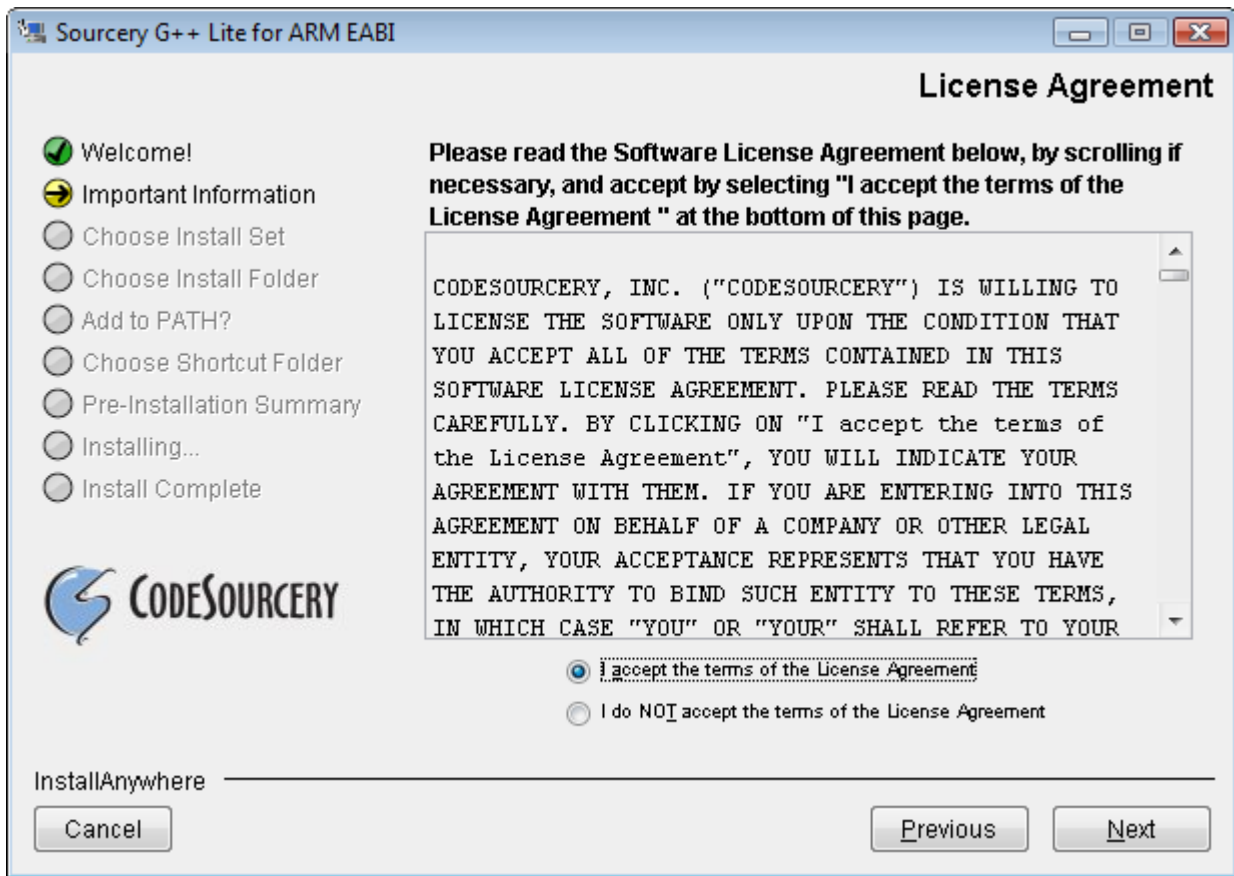 Sourcery G++ Lite for ARM EABI
License Agreement
Welcome!
Important Information
Choose Install Set
Choose Install Folder
Add to PATH?
Choose Shortcut Folder
Pre-Installation Summary
Installing...
Install Complete
CODESOURCERY
Please read the Software License Agreement below, by scrolling if
necessary, and accept by selecting "I accept the terms of the
License Agreement " at the bottom of this page.
CODESOURCERY, INC. ("CODESOURCERY") IS WILLING TO
LICENSE THE SOFTWARE ONLY UPON THE CONDITION THAT
YOU ACCEPT ALL OF THE TERMS CONTAINED IN THIS
SOFTWARE LICENSE AGREEMENT. PLEASE READ THE TERMS
CAREFULLY. BY CLICKING ON "I accept the terms of
the License Agreement", YOU WILL INDICATE YOUR
AGREEMENT WITH THEM. IF YOU ARE ENTERING INTO THIS
AGREEMENT ON BEHALF OF A COMPANY OR OTHER LEGAL
ENTITY, YOUR ACCEPTANCE REPRESENTS THAT YOU HAVE
THE AUTHORITY TO BIND SUCH ENTITY TO THESE TERMS,
IN WHICH CASE "YOU" OR "YOUR" SHALL REFER TO YOUR
I accept the terms of the License Agreement
I do NOT accept the terms of the License Agreement
InstallAnywhere
Cancel
Previous
Next